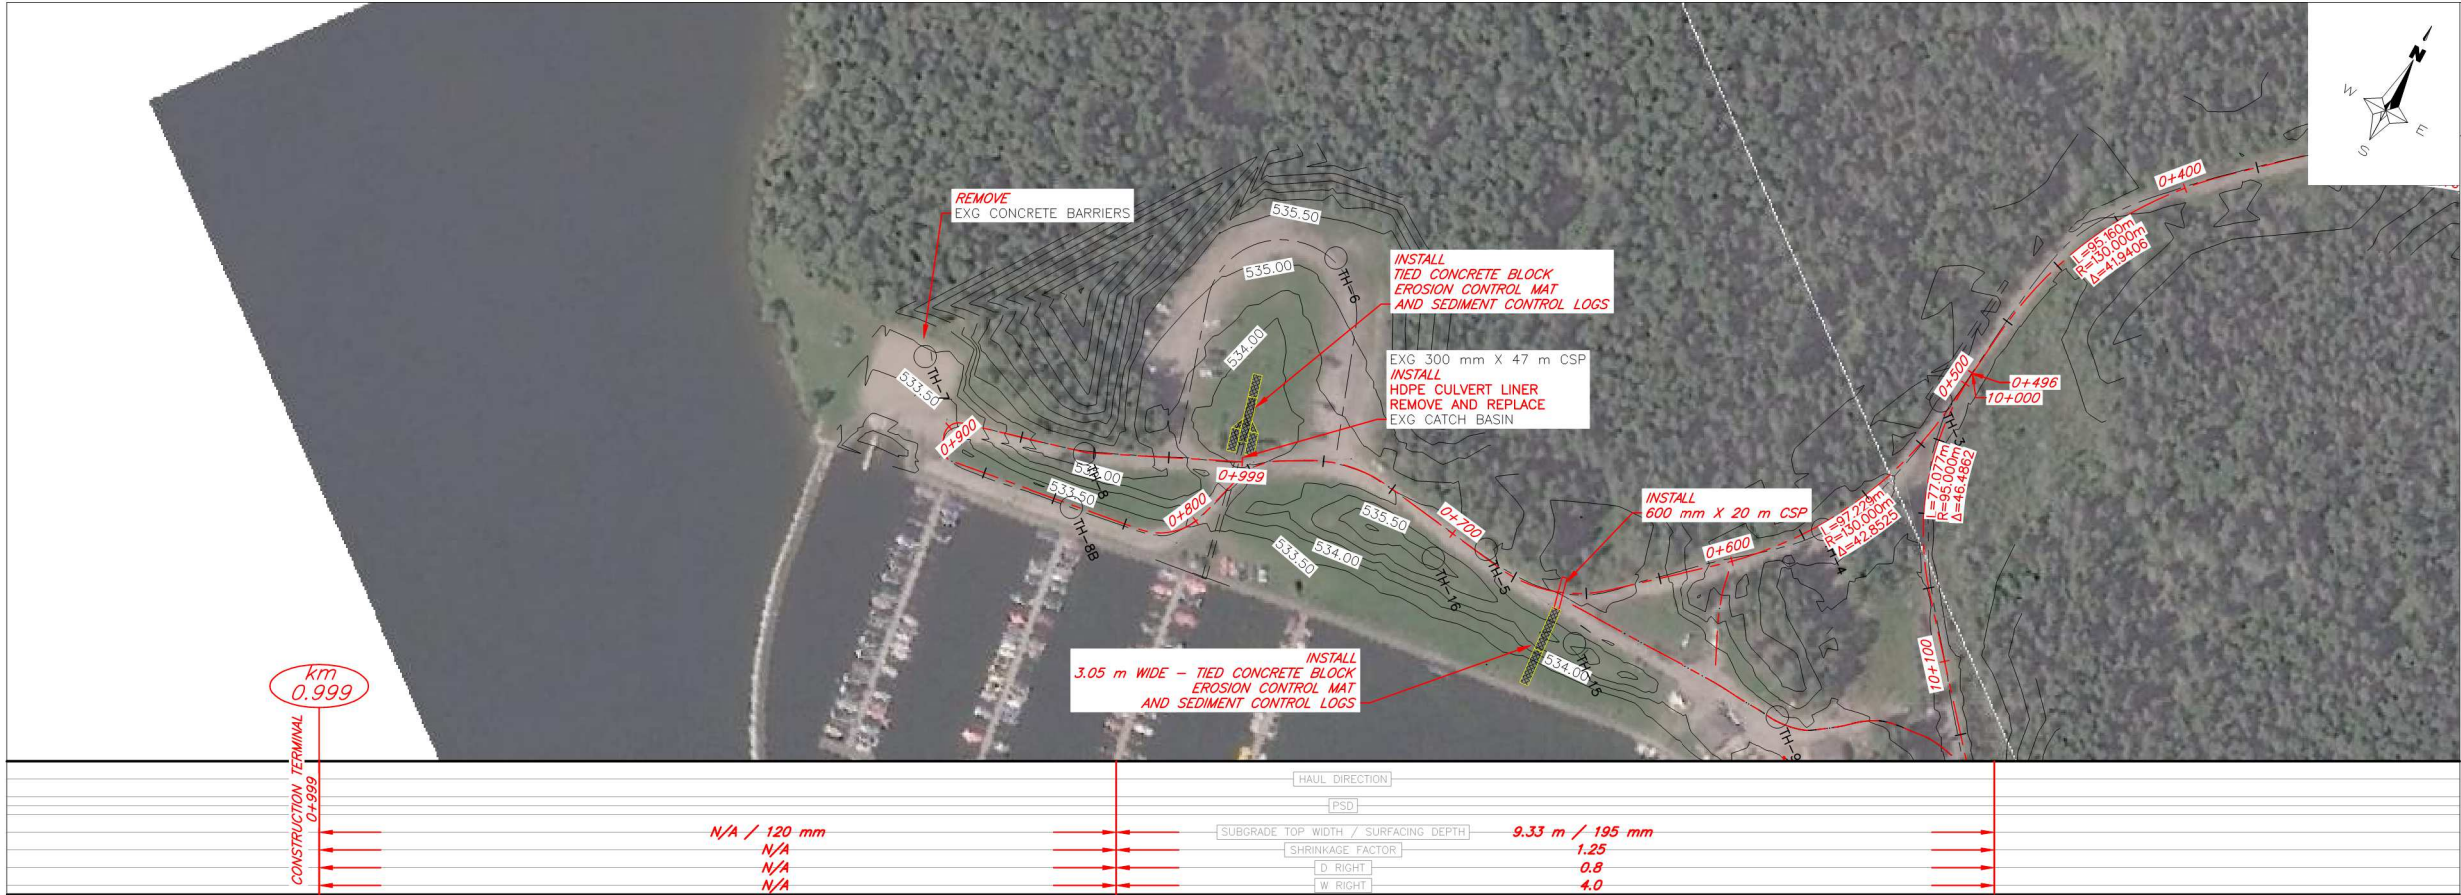 N
W
E
S
REMOVE
EXG CONCRETE BARRIERS
535.50
535.00
TH-6
INSTALL
TIED CONCRETE BLOCK
EROSION CONTROL MAT
AND SEDIMENT CONTROL LOGS
0+400
L=95.160m
R=130.000m
Δ=41.9406
534.00
EXG 300 mm X 47 m CSP
INSTALL
HDPE CULVERT LINER
REMOVE AND REPLACE
EXG CATCH BASIN
TH-7
533.50
0+500
0+496
10+000
TH-3
0+900
TH-8
0+999
533.50
TH-8B
0+800
535.50
0+700
INSTALL
600 mm X 20 m CSP
L=97.229m
R=130.000m
Δ=42.8525
L=77.077m
R=95.000m
Δ=46.4862
0+600
533.50
534.00
TH-16
TH-5
INSTALL
3.05 m WIDE – TIED CONCRETE BLOCK
EROSION CONTROL MAT
AND SEDIMENT CONTROL LOGS
534.00
TH-15
10+100
TH-9
km
0.999
CONSTRUCTION TERMINAL
0+999
HAUL DIRECTION
PSD
N/A / 120 mm
SUBGRADE TOP WIDTH / SURFACING DEPTH
9.33 m / 195 mm
N/A
SHRINKAGE FACTOR
1.25
N/A
D RIGHT
0.8
N/A
W RIGHT
4.0